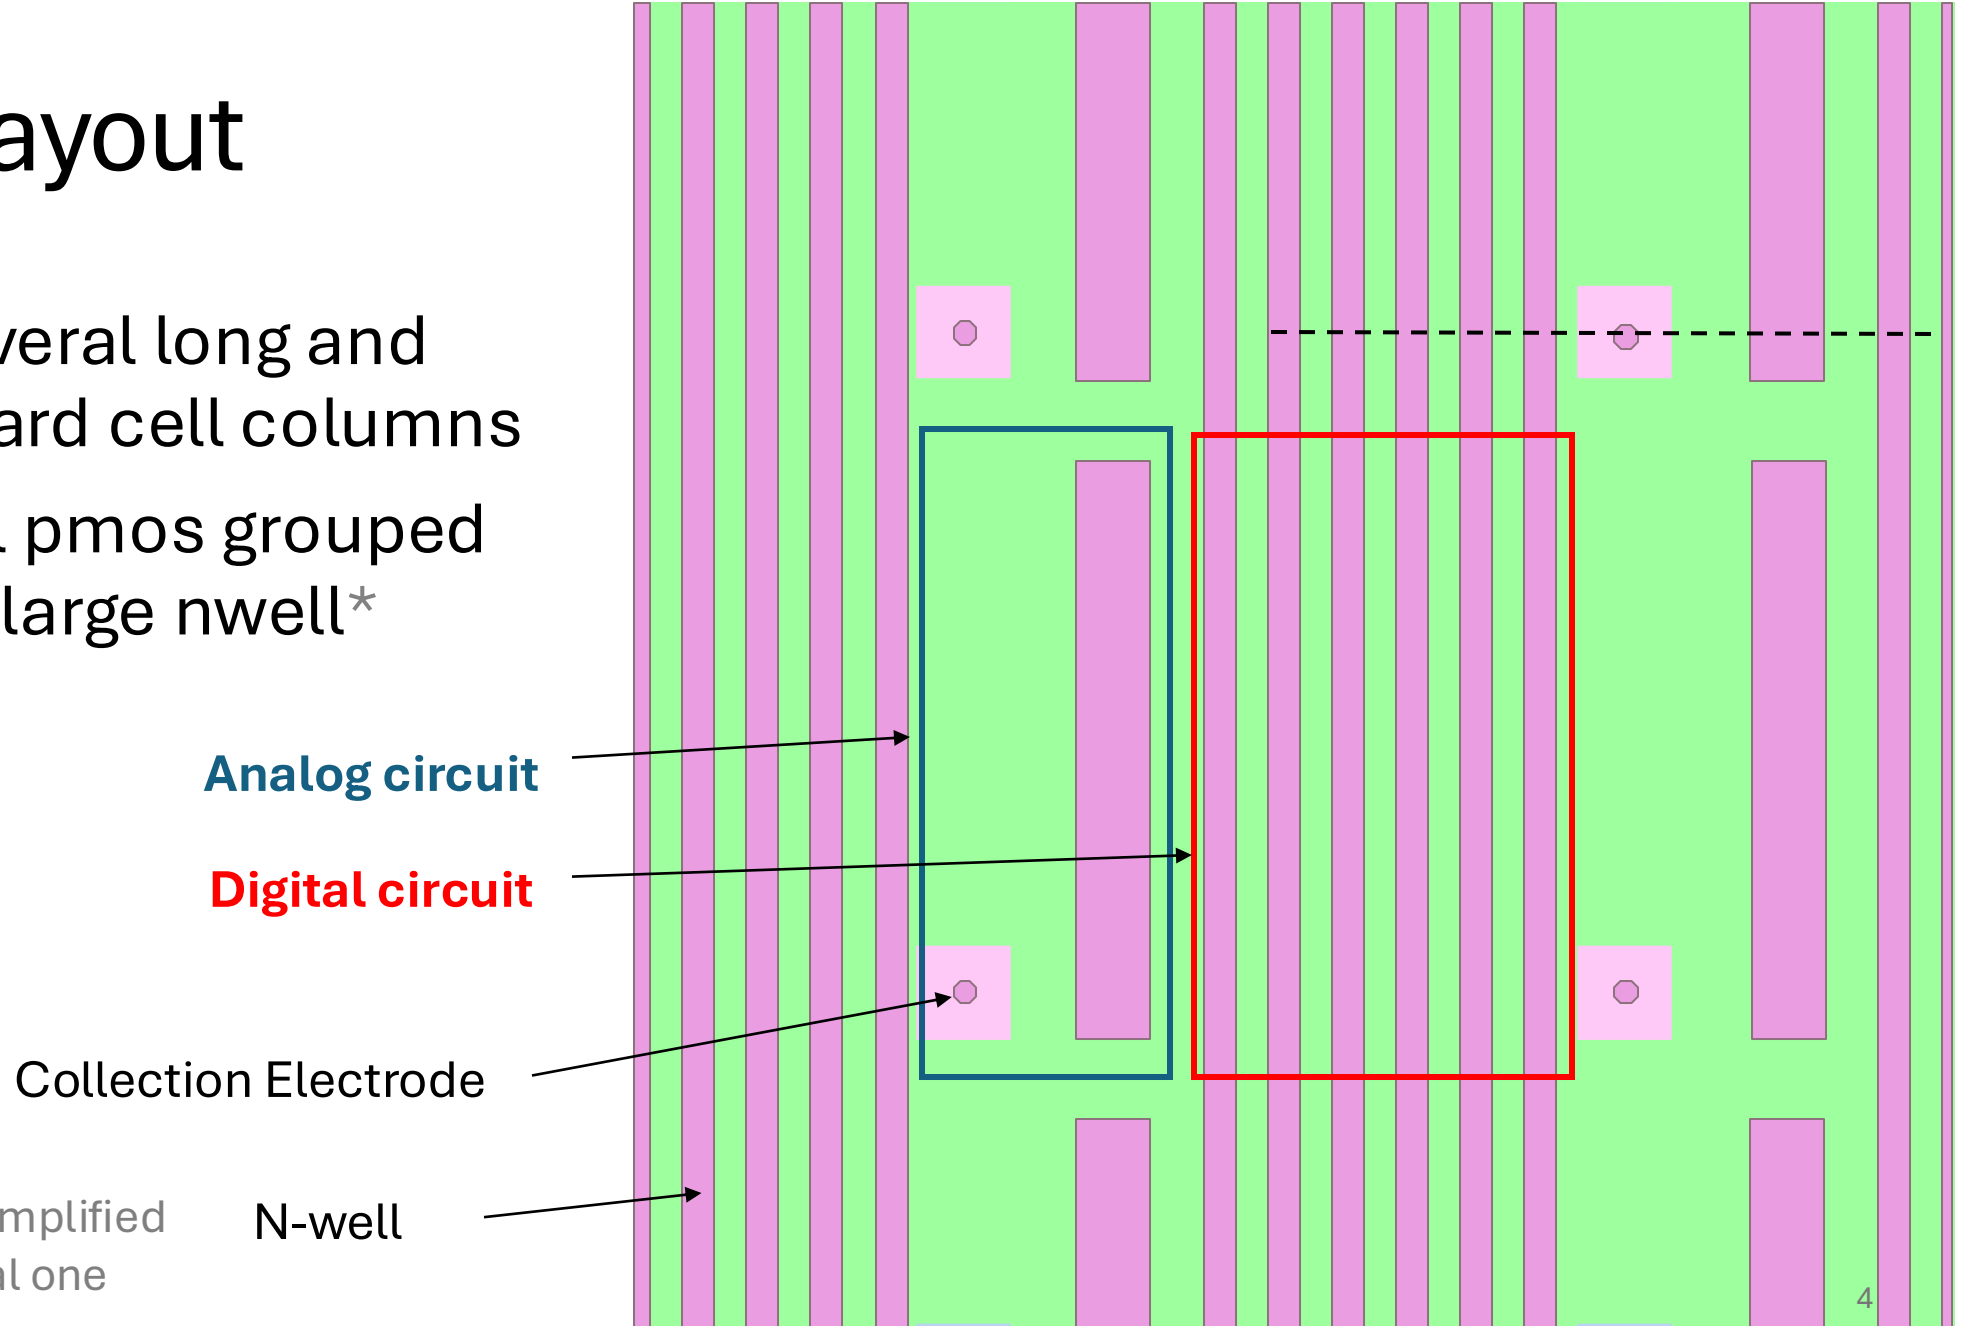 ayout
veral long and
ard cell columns
l pmos grouped
large nwell*
Analog circuit
Digital circuit
Collection Electrode
N-well
mplified
al one
4